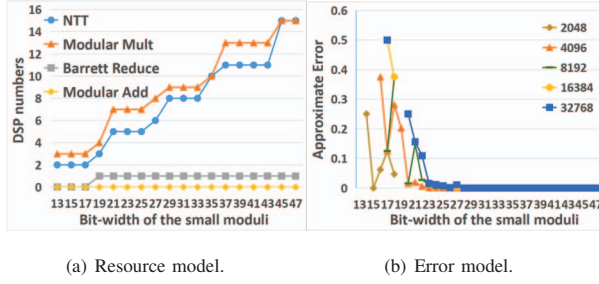 16
14
12
10
8
6
4
2
0
DSP numbers
NTT
Modular Mult
Barrett Reduce
Modular Add
13151719212325272931333537394143454 7
Bit-width of the small moduli
(a) Resource model.
0.6
0.5
0.4
0.3
0.2
0.1
0
Approximate Error
2048
4096
8192
16384
32768
131517192123252729313335373941434547
Bit-width of the small moduli
(b) Error model.